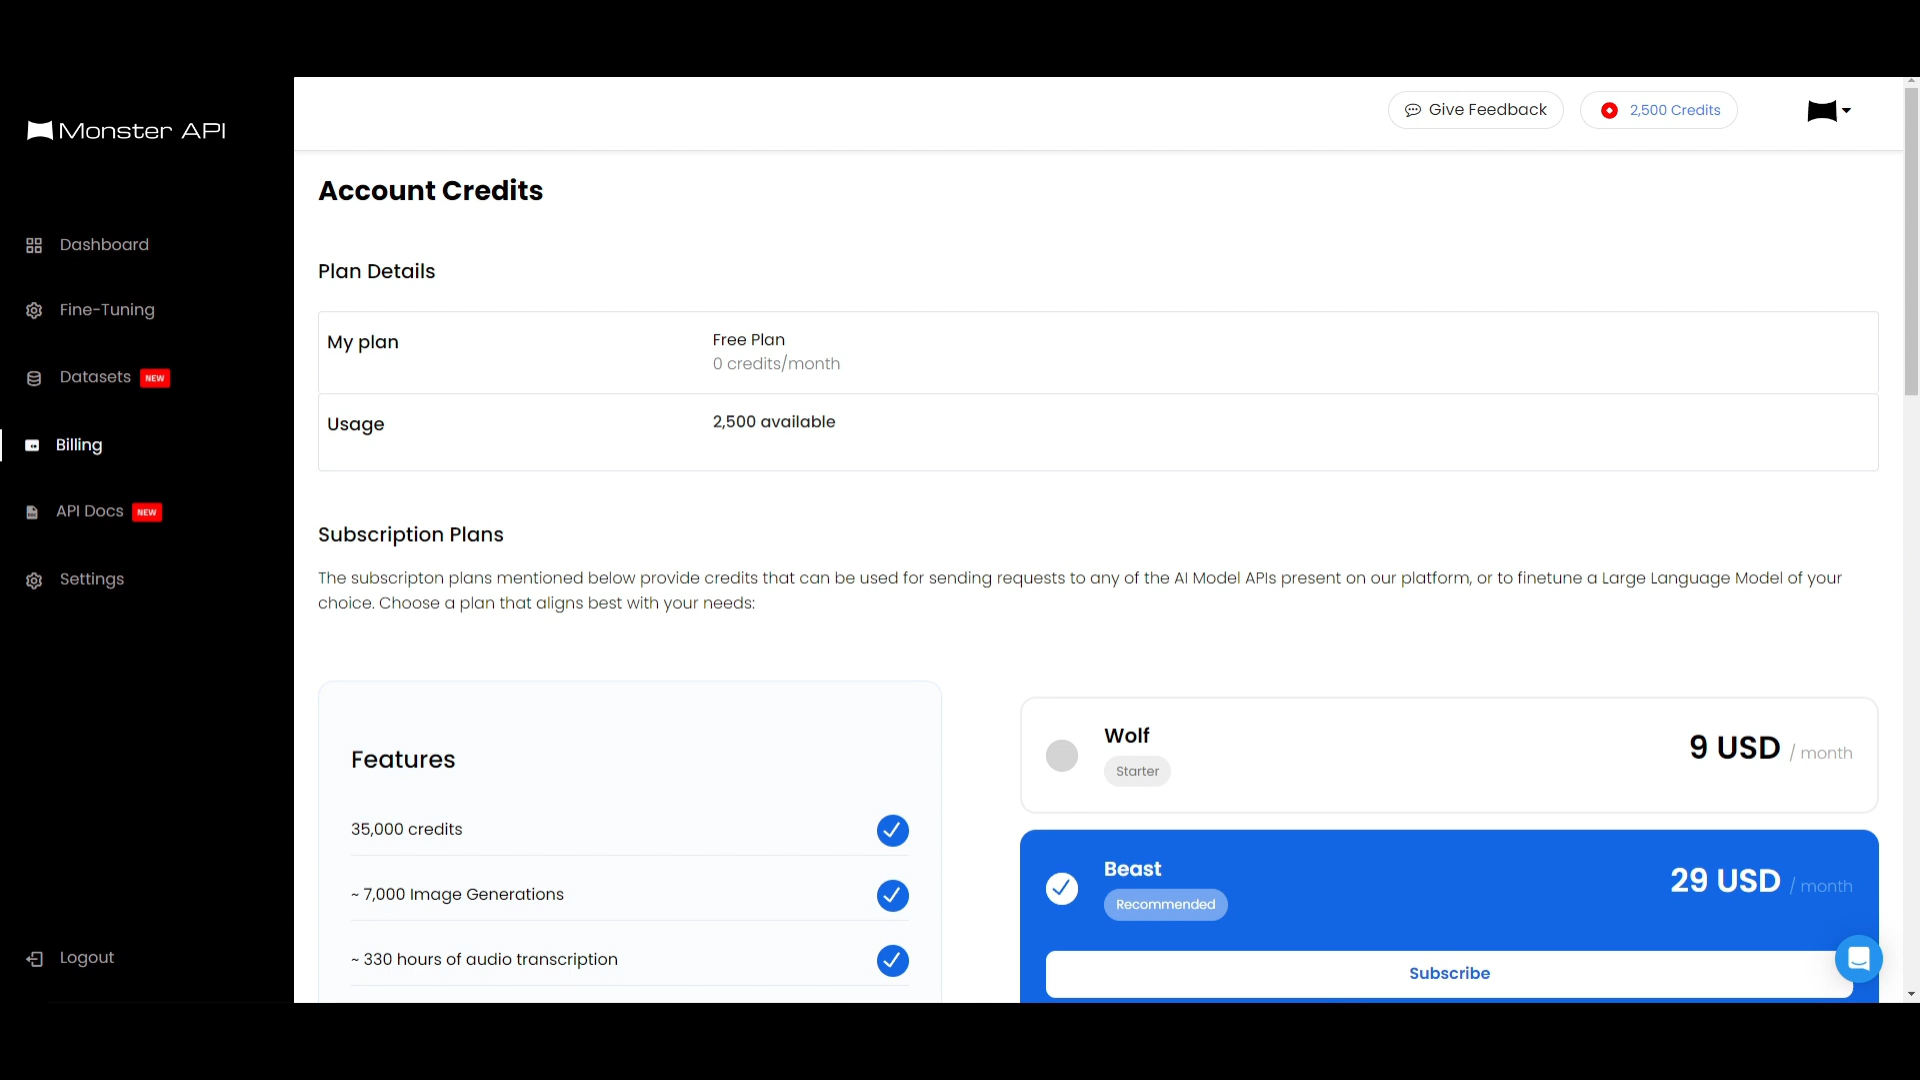 Monster API
Give Feedback
2,500 Credits
Dashboard
Fine-Tuning
Datasets NEW
Billing
API Docs NEW
Settings
Logout
Account Credits
Plan Details
My plan
Free Plan
0 credits/month
Usage
2,500 available
Subscription Plans
The subscripton plans mentioned below provide credits that can be used for sending requests to any of the AI Model APIs present on our platform, or to finetune a Large Language Model of your
choice. Choose a plan that aligns best with your needs:
Features
35,000 credits
~ 7,000 Image Generations
~ 330 hours of audio transcription
Wolf
Starter
9 USD / month
Beast
Recommended
29 USD / month
Subscribe